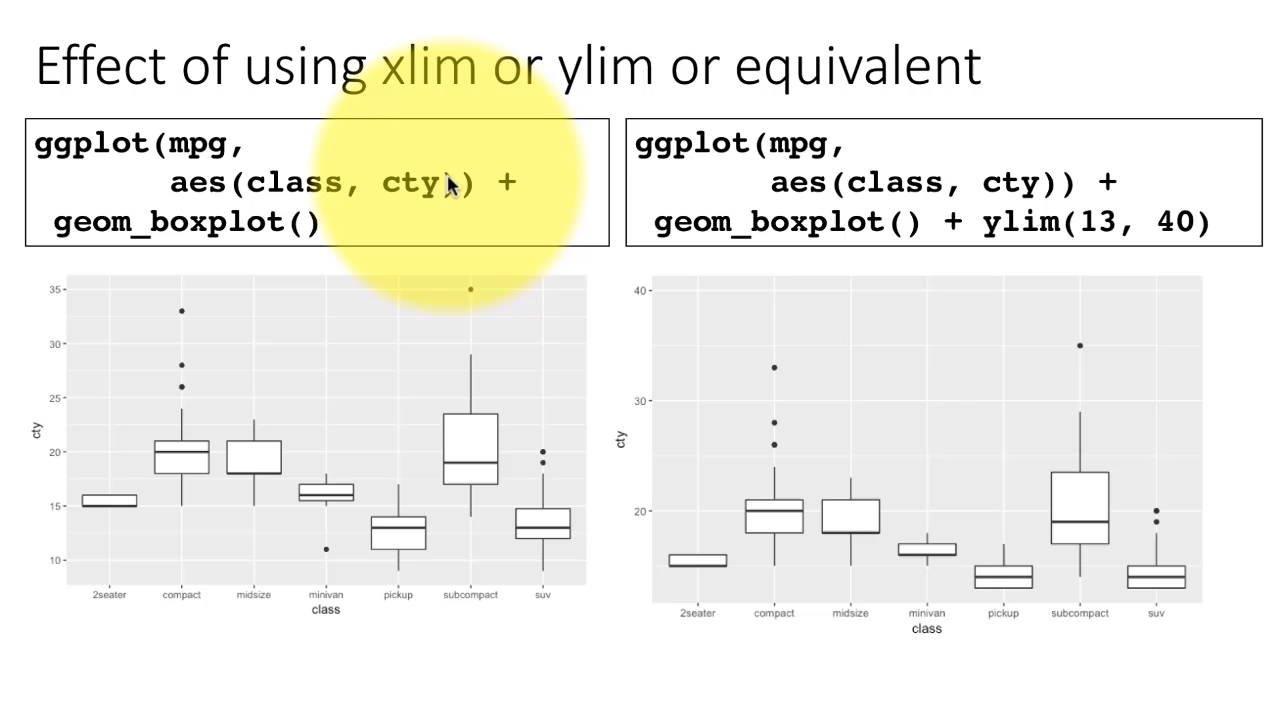 Effect of using xlim or ylim or equivalent
ggplot(mpg,
aes(class, cty)) +
geom_boxplot()
ggplot(mpg,
aes(class, cty)) +
geom_boxplot() + ylim(13, 40)
35
30
25
20
15
10
cty
2seater compact midsize minivan pickup subcompact suv
class
40
30
20
cty
2seater compact midsize minivan pickup subcompact suv
class